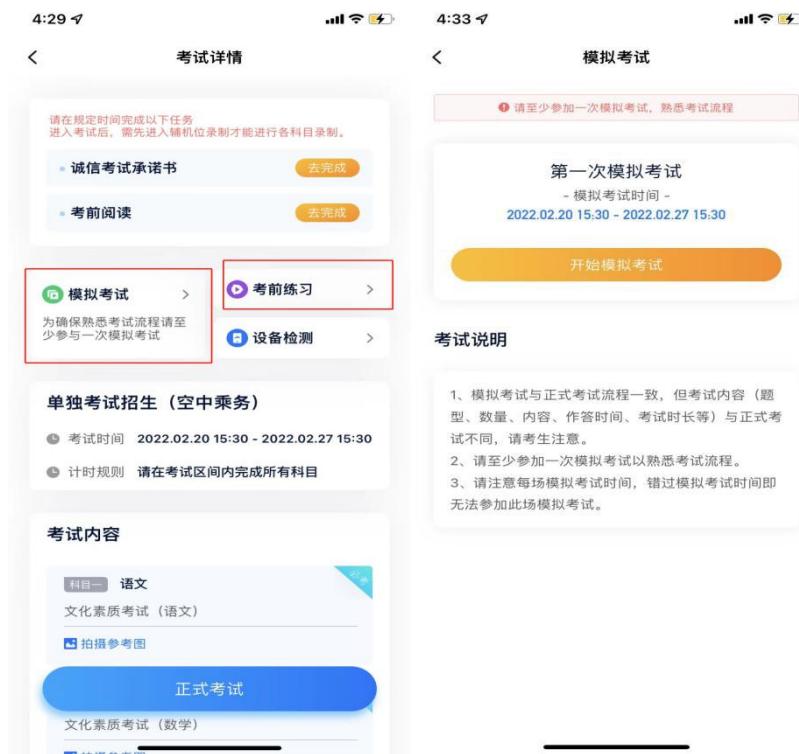 4:29
考试详情
请在规定时间完成以下任务
进入考试后，需先进入辅机位录制才能进行各科目录制。
诚信考试承诺书
去完成
考前阅读
去完成
模拟考试
为确保熟悉考试流程请至
少参与一次模拟考试
考前练习
设备检测
单独考试招生（空中乘务）
考试时间 2022.02.20 15:30 - 2022.02.27 15:30
计时规则 请在考试区间内完成所有科目
考试内容
科目一 语文
必考
文化素质考试（语文）
拍摄参考图
正式考试
文化素质考试（数学）
4:33
模拟考试
请至少参加一次模拟考试，熟悉考试流程
第一次模拟考试
- 模拟考试时间 -
2022.02.20 15:30 - 2022.02.27 15:30
开始模拟考试
考试说明
1、模拟考试与正式考试流程一致，但考试内容（题
型、数量、内容、作答时间、考试时长等）与正式考
试不同，请考生注意。
2、请至少参加一次模拟考试以熟悉考试流程。
3、请注意每场模拟考试时间，错过模拟考试时间即
无法参加此场模拟考试。